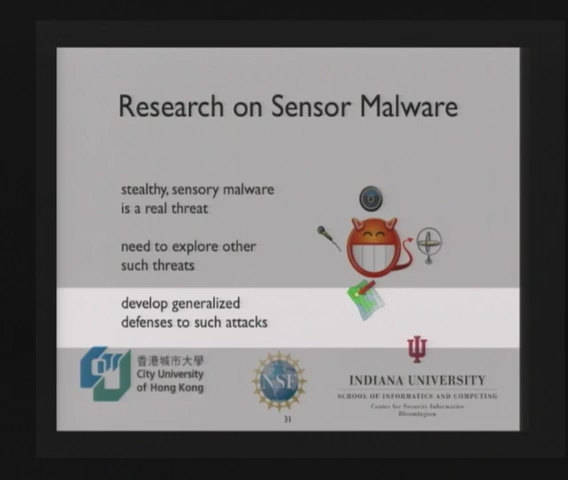 Research on Sensor Malware
stealthy, sensory malware
is a real threat
need to explore other
such threats
develop generalized
defenses to such attacks
香港城市大學
City University
of Hong Kong
NSF
INDIANA UNIVERSITY
SCHOOL OF INFORMATICS AND COMPUTING
Center for Security Informatics
Bloomington
31